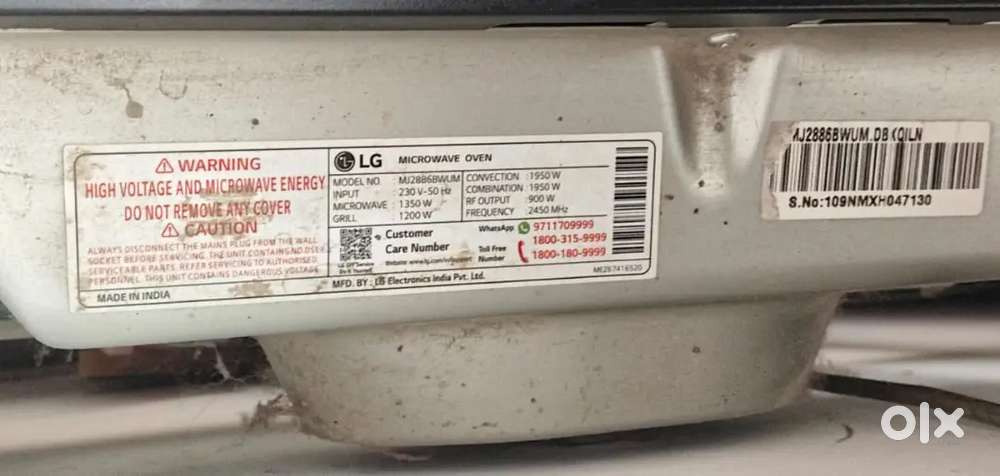 WARNING
HIGH VOLTAGE AND MICROWAVE ENERGY
DO NOT REMOVE ANY COVER
CAUTION
ALWAYS DISCONNECT THE MAINS PLUG FROM THE WALL
SOCKET BEFORE SERVICING. THE UNIT CONTAINS NO USER
SERVICEABLE PARTS. REFER SERVICING TO AUTHORISED
PERSONNEL. THIS UNIT CONTAINS DANGEROUS VOLTAGE
MADE IN INDIA
LG MICROWAVE OVEN
MODEL NO : MJ2886BWUM
INPUT : 230 V~50 Hz
MICROWAVE : 1350 W
GRILL : 1200 W
CONVECTION : 1950 W
COMBINATION : 1950 W
RF OUTPUT : 900 W
FREQUENCY : 2450 MHz
Customer
Care Number
WhatsApp 9711709999
Toll Free
Number
1800-315-9999
1800-180-9999
MFD. BY : LG Electronics India Pvt. Ltd.
MEZ67416520
S.No:109NMXH047130
olx